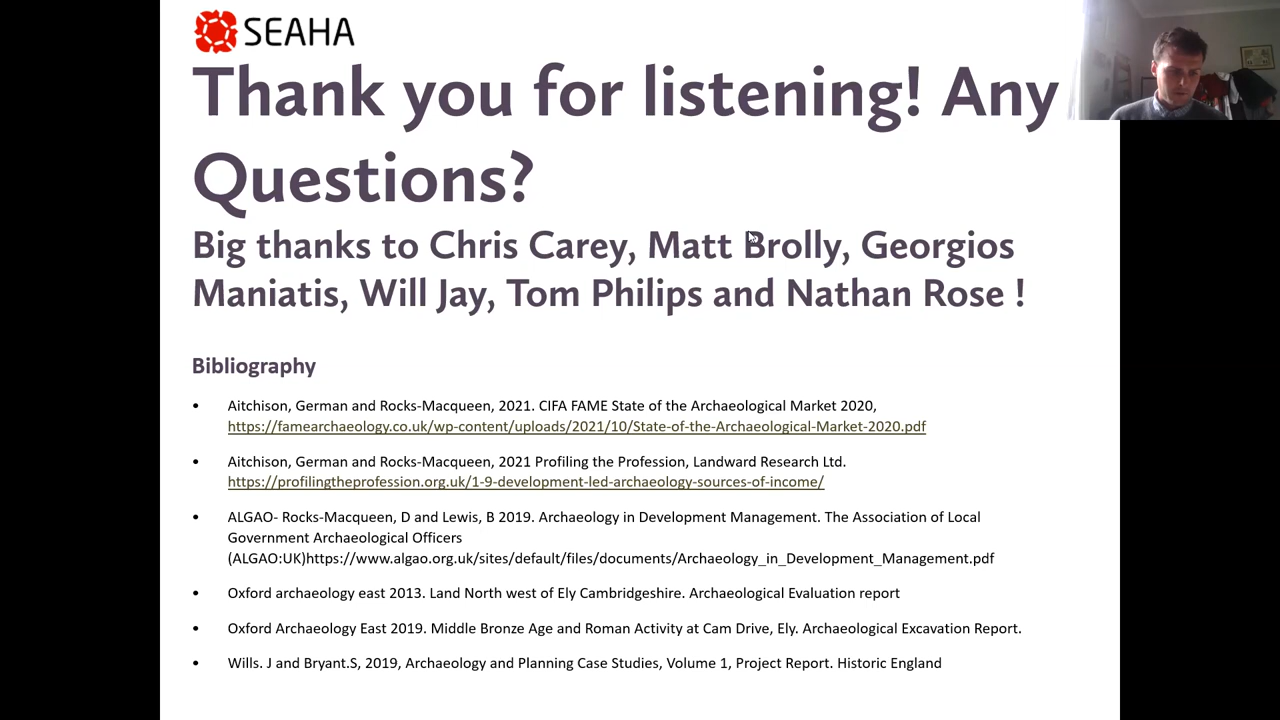 SEAHA
Thank you for listening! Any
Questions?
Big thanks to Chris Carey, Matt Brolly, Georgios
Maniatis, Will Jay, Tom Philips and Nathan Rose !
Bibliography
• Aitchison, German and Rocks-Macqueen, 2021. CIFA FAME State of the Archaeological Market 2020,
https://famearchaeology.co.uk/wp-content/uploads/2021/10/State-of-the-Archaeological-Market-2020.pdf
• Aitchison, German and Rocks-Macqueen, 2021 Profiling the Profession, Landward Research Ltd.
https://profilingtheprofession.org.uk/1-9-development-led-archaeology-sources-of-income/
• ALGAO- Rocks-Macqueen, D and Lewis, B 2019. Archaeology in Development Management. The Association of Local
Government Archaeological Officers
(ALGAO:UK)https://www.algao.org.uk/sites/default/files/documents/Archaeology_in_Development_Management.pdf
• Oxford archaeology east 2013. Land North west of Ely Cambridgeshire. Archaeological Evaluation report
• Oxford Archaeology East 2019. Middle Bronze Age and Roman Activity at Cam Drive, Ely. Archaeological Excavation Report.
• Wills. J and Bryant.S, 2019, Archaeology and Planning Case Studies, Volume 1, Project Report. Historic England